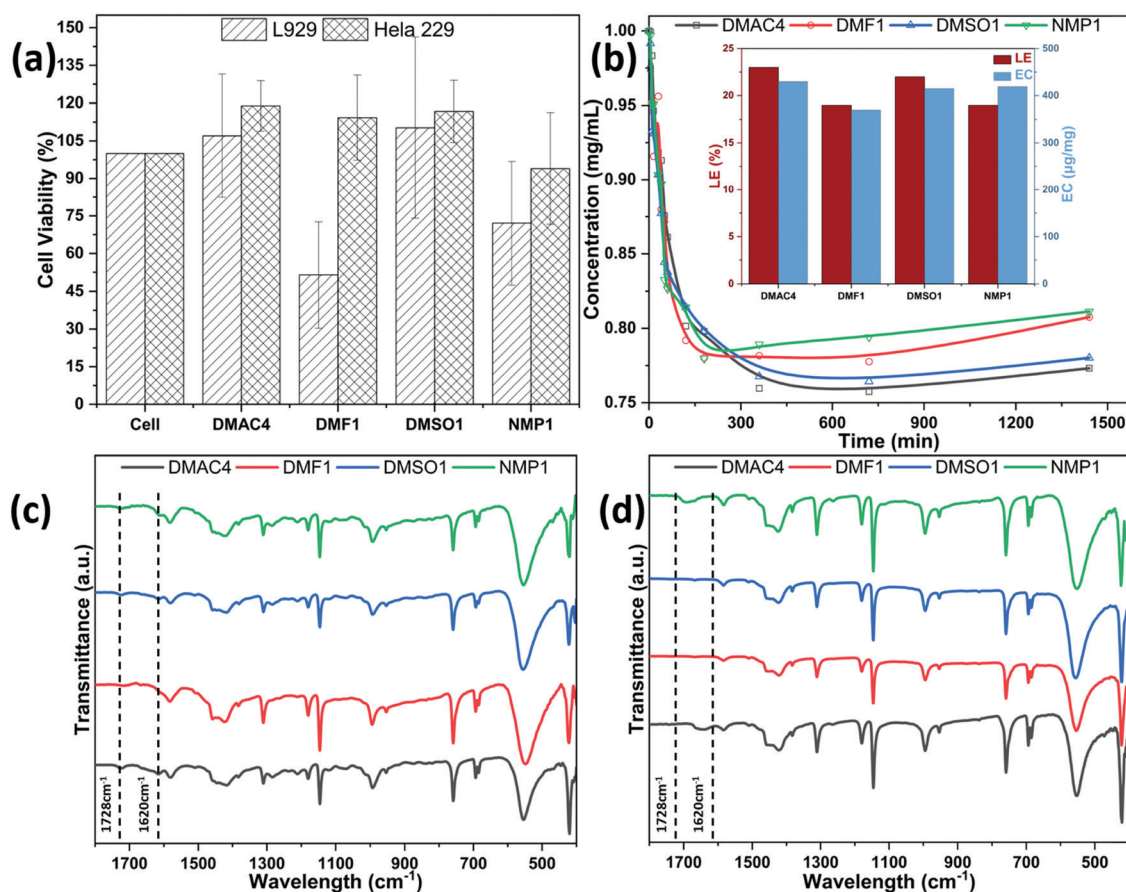 (a)
L929 Hela 229
Cell Viability (%)
150
135
120
105
90
75
60
45
30
15
0
Cell DMAC4 DMF1 DMSO1 NMP1
(b)
DMAC4 DMF1 DMSO1 NMP1
Concentration (mg/mL)
1.00
0.95
0.90
0.85
0.80
0.75
0 300 600 900 1200 1500
Time (min)
LE
EC
LE (%)
25
20
15
10
5
0
EC (µg/mg)
500
400
300
200
100
0
DMAC4 DMF1 DMSO1 NMP1
(c)
DMAC4 DMF1 DMSO1 NMP1
Transmittance (a.u.)
1728cm-1
1620cm-1
1700 1500 1300 1100 900 700 500
Wavelength (cm-1)
(d)
DMAC4 DMF1 DMSO1 NMP1
Transmittance (a.u.)
1728cm-1
1620cm-1
1700 1500 1300 1100 900 700 500
Wavelength (cm-1)